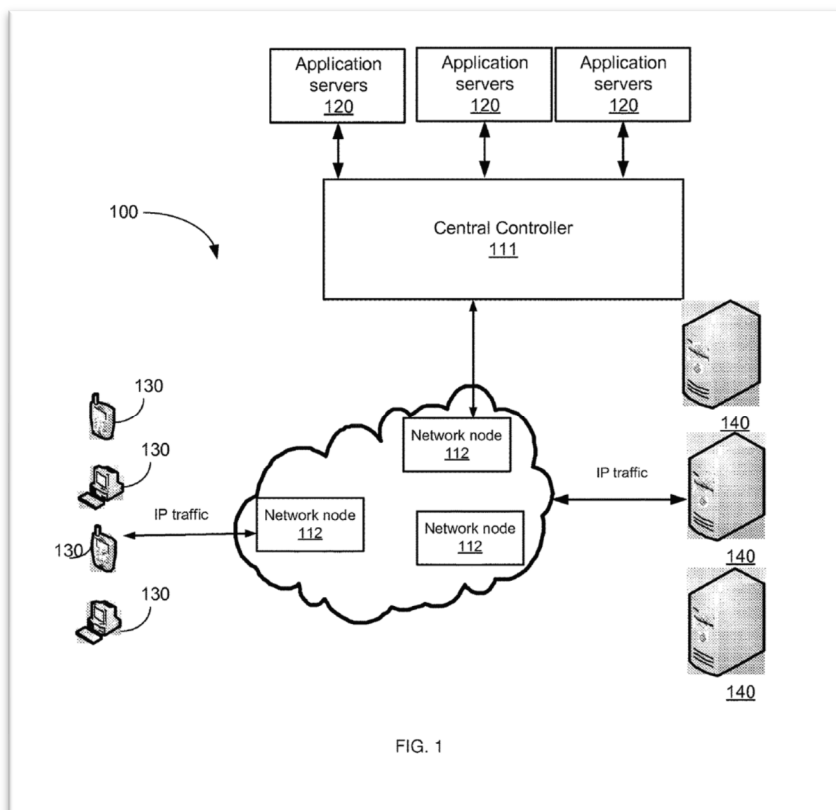 Application
servers
120
Application
servers
120
Application
servers
120
100
Central Controller
111
130
130
130
130
IP traffic
Network node
112
Network node
112
Network node
112
IP traffic
140
140
140
FIG. 1